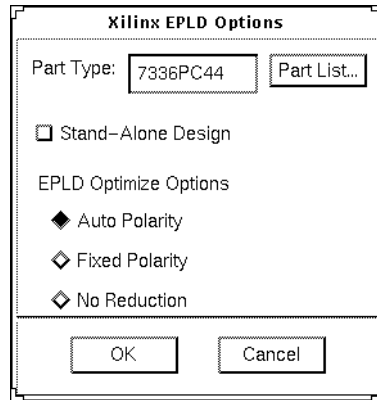 Xilinx EPLD Options
Part Type: 7336PC44 Part List...
Stand-Alone Design
EPLD Optimize Options
Auto Polarity
Fixed Polarity
No Reduction
OK Cancel